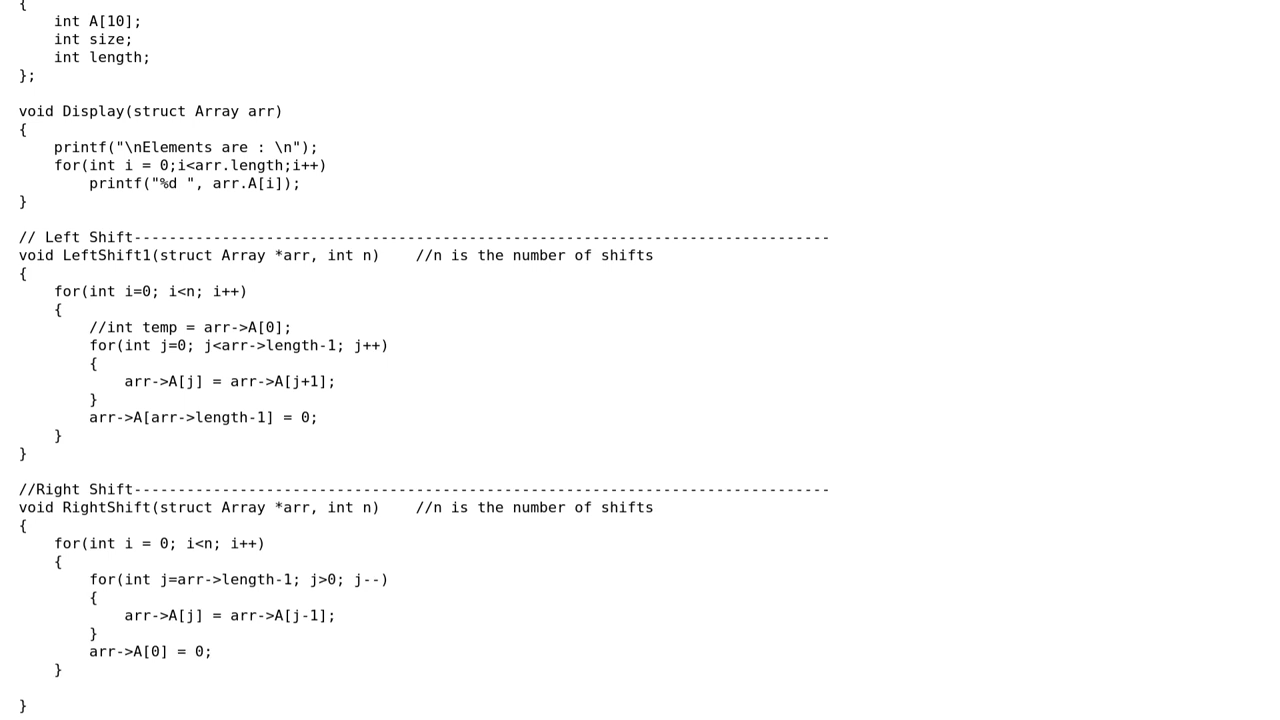 {
    int A[10];
    int size;
    int length;
};

void Display(struct Array arr)
{
    printf("\nElements are : \n");
    for(int i = 0;i<arr.length;i++)
        printf("%d ", arr.A[i]);
}

// Left Shift-------------------------------------------------------------------------------
void LeftShift1(struct Array *arr, int n)    //n is the number of shifts
{
    for(int i=0; i<n; i++)
    {
        //int temp = arr->A[0];
        for(int j=0; j<arr->length-1; j++)
        {
            arr->A[j] = arr->A[j+1];
        }
        arr->A[arr->length-1] = 0;
    }
}

//Right Shift-------------------------------------------------------------------------------
void RightShift(struct Array *arr, int n)    //n is the number of shifts
{
    for(int i = 0; i<n; i++)
    {
        for(int j=arr->length-1; j>0; j--)
        {
            arr->A[j] = arr->A[j-1];
        }
        arr->A[0] = 0;
    }

}